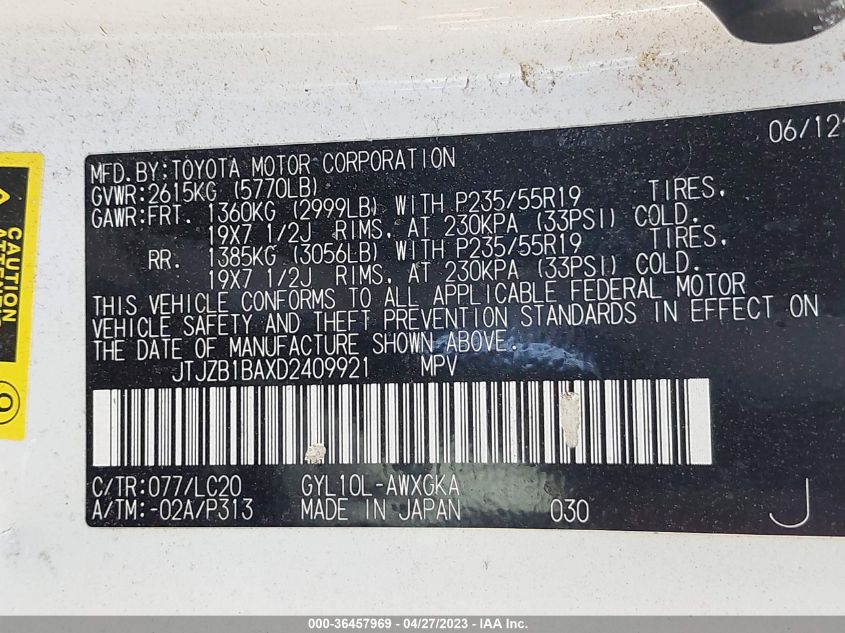 06/12
MFD. BY: TOYOTA MOTOR CORPORATION
GVWR: 2615KG (5770LB)
GAWR: FRT. 1360KG (2999LB) WITH P235/55R19 TIRES,
19X7 1/2J RIMS, AT 230KPA (33PSI) COLD.
RR. 1385KG (3056LB) WITH P235/55R19 TIRES,
19X7 1/2J RIMS, AT 230KPA (33PSI) COLD.
THIS VEHICLE CONFORMS TO ALL APPLICABLE FEDERAL MOTOR
VEHICLE SAFETY AND THEFT PREVENTION STANDARDS IN EFFECT ON
THE DATE OF MANUFACTURE SHOWN ABOVE.
JTJZB1BAXD2409921 MPV
C/TR: 077/LC20 GYL10L-AWXGKA
A/TM: -02A/P313 MADE IN JAPAN 030 J
CAUTION
000-36457969 - 04/27/2023 - IAA Inc.